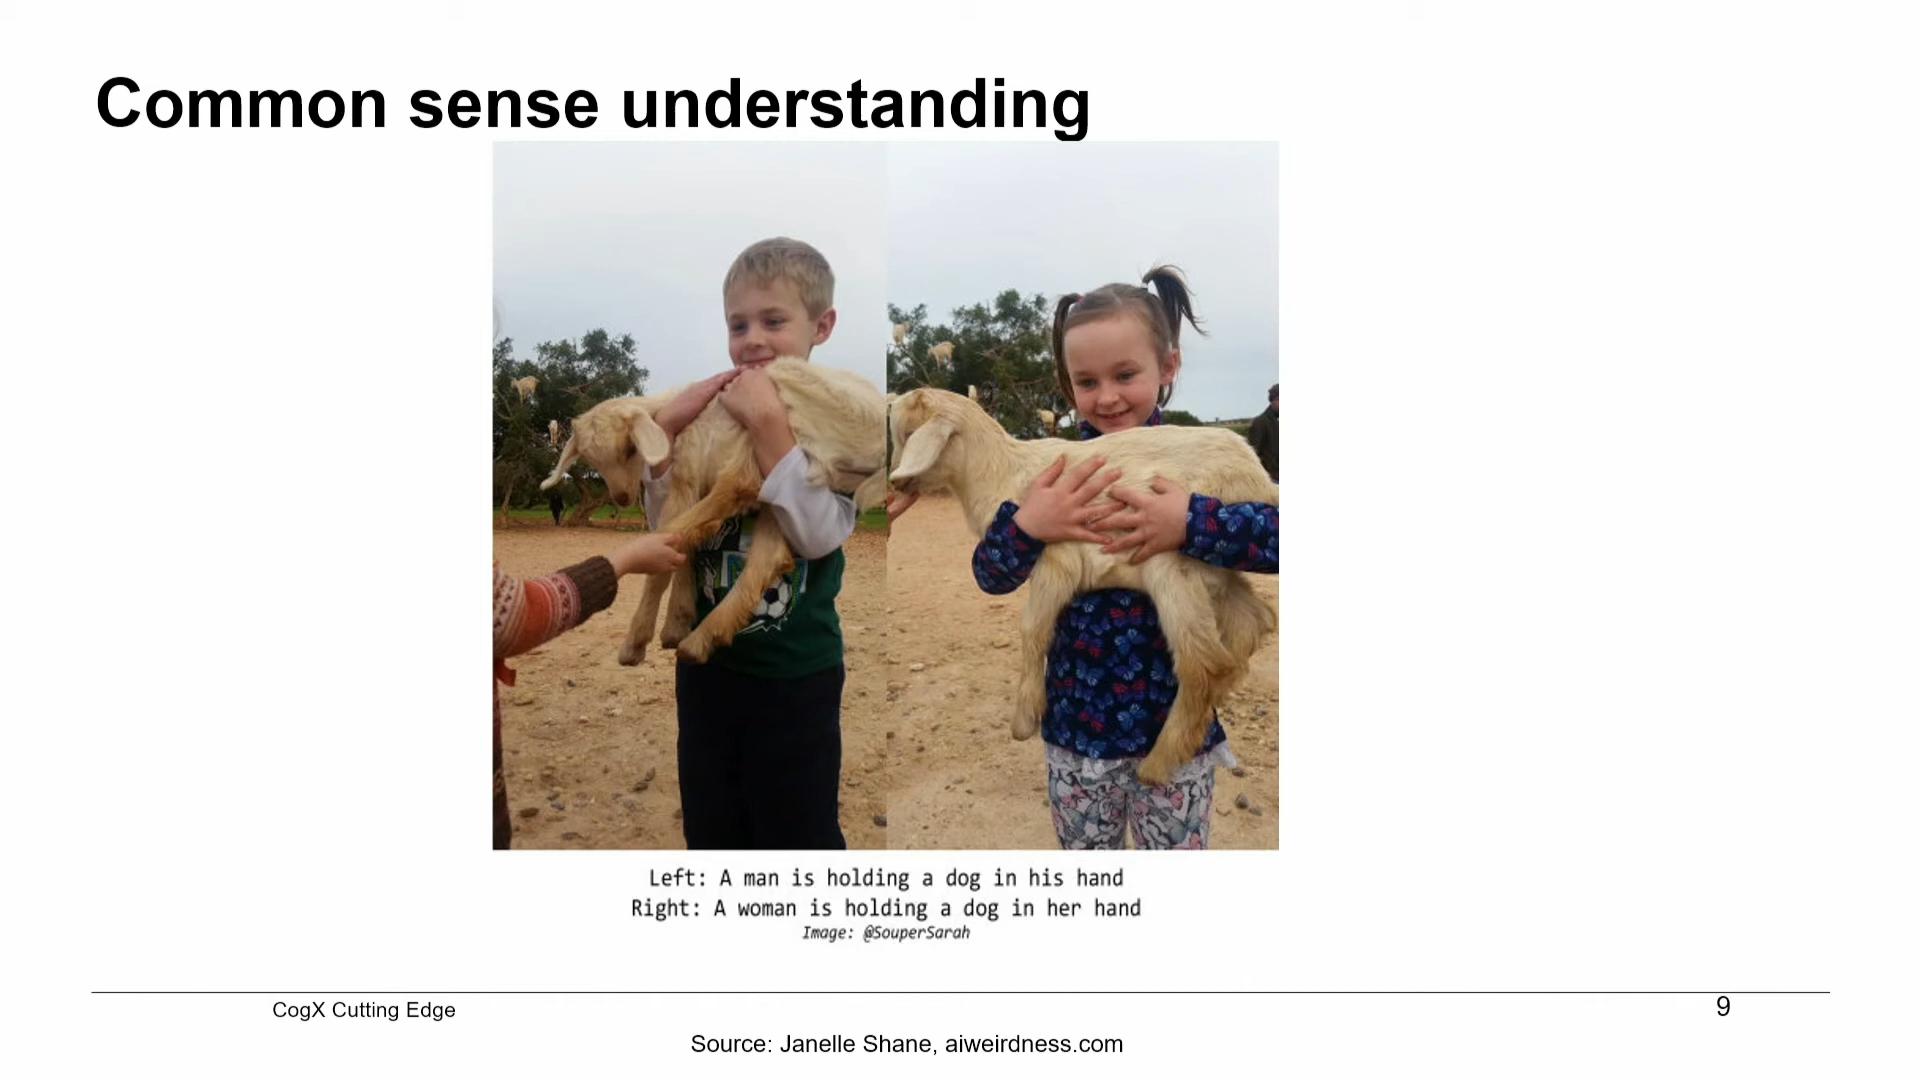 Common sense understanding
Left: A man is holding a dog in his hand
Right: A woman is holding a dog in her hand
Image: @SouperSarah
CogX Cutting Edge
9
Source: Janelle Shane, aiweirdness.com